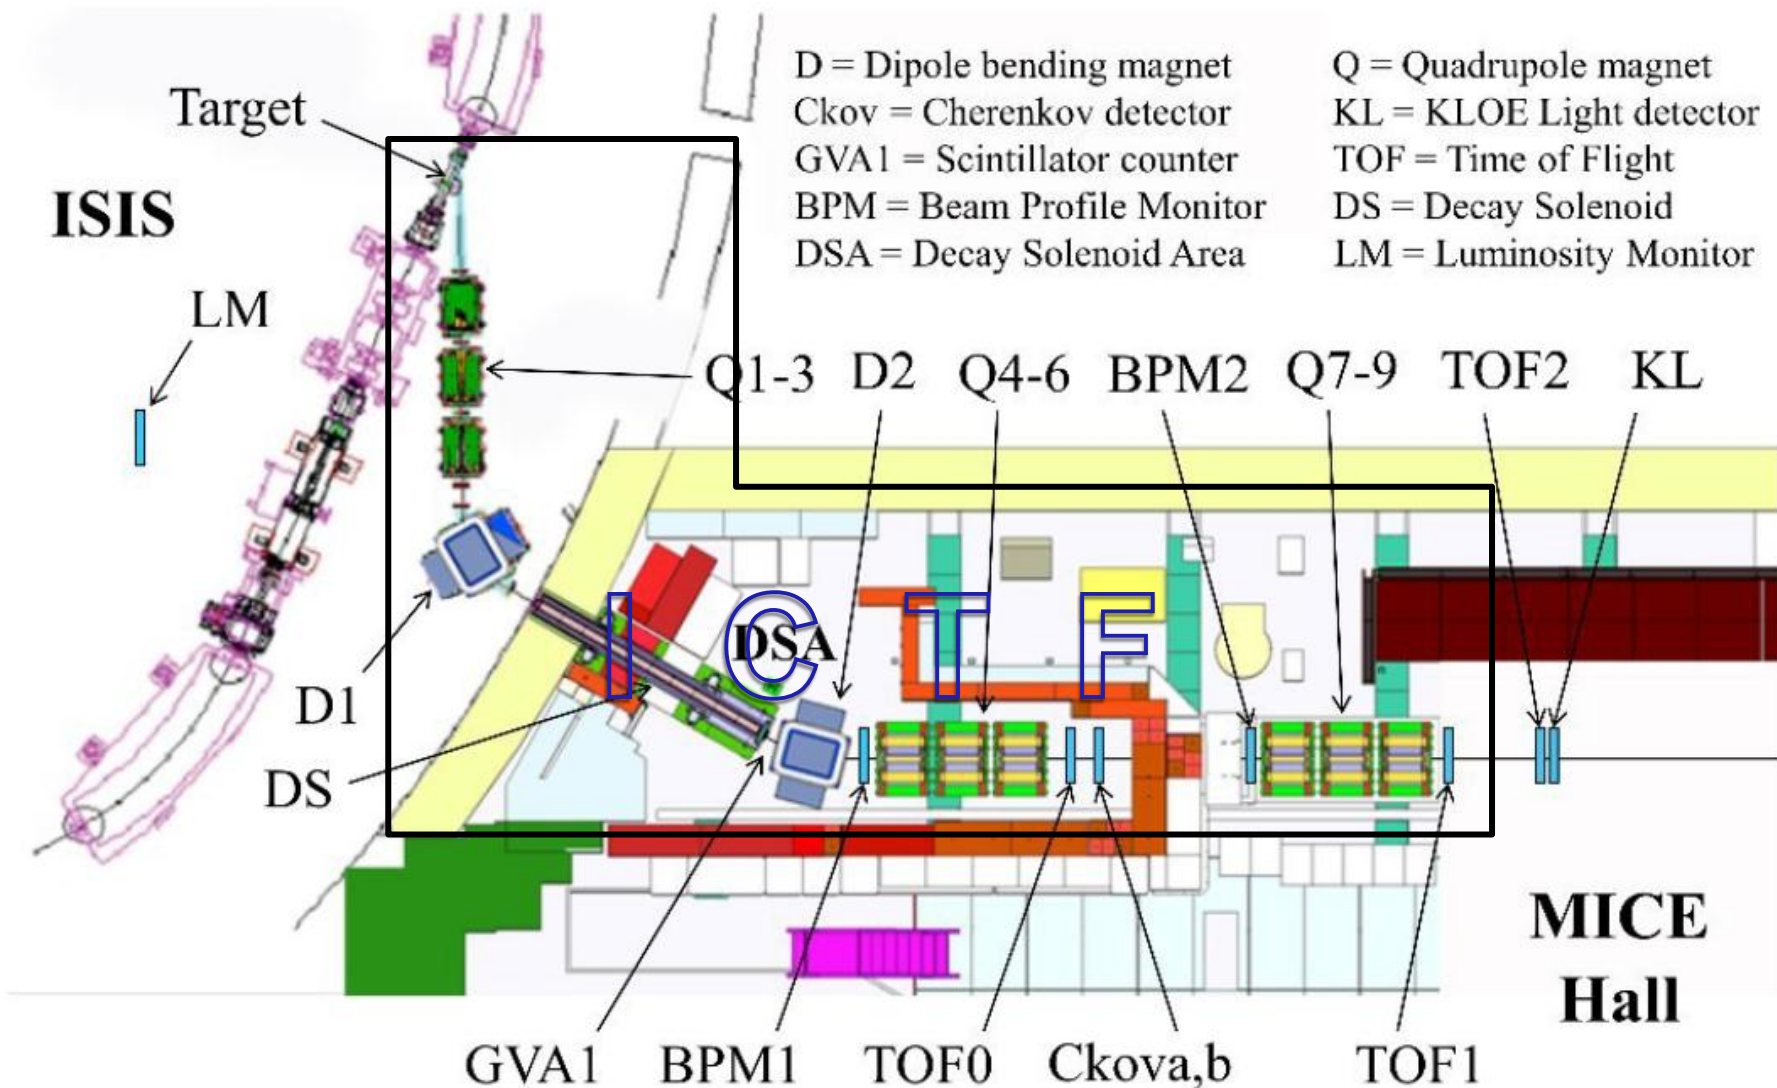 D = Dipole bending magnet
Q = Quadrupole magnet
Ckov = Cherenkov detector
KL = KLOE Light detector
GVA1 = Scintillator counter
TOF = Time of Flight
BPM = Beam Profile Monitor
DS = Decay Solenoid
DSA = Decay Solenoid Area
LM = Luminosity Monitor
Target
ISIS
LM
Q1-3
D2
Q4-6
BPM2
Q7-9
TOF2
KL
I C T F
DSA
D1
DS
MICE
Hall
GVA1
BPM1
TOF0
Ckova,b
TOF1